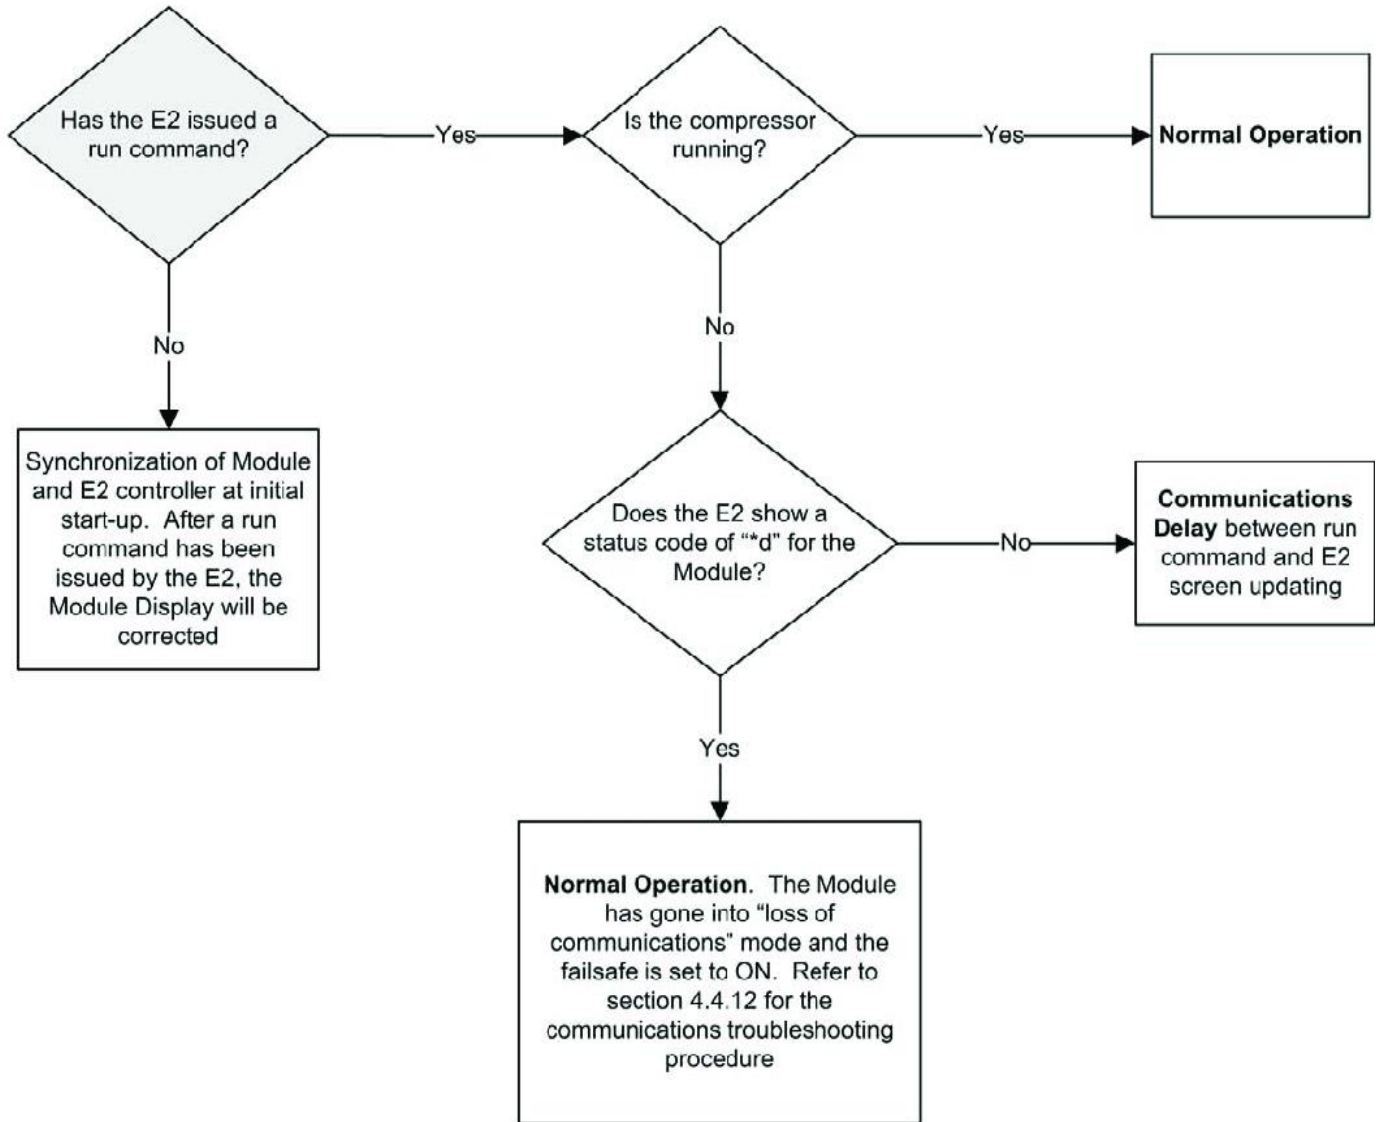 Has the E2 issued a
run command?
Yes
Is the compressor
running?
Yes
Normal Operation
No
No
Synchronization of Module
and E2 controller at initial
start-up. After a run
command has been
issued by the E2, the
Module Display will be
corrected
Does the E2 show a
status code of “*d” for the
Module?
No
Communications
Delay between run
command and E2
screen updating
Yes
Normal Operation. The Module
has gone into “loss of
communications” mode and the
failsafe is set to ON. Refer to
section 4.4.12 for the
communications troubleshooting
procedure